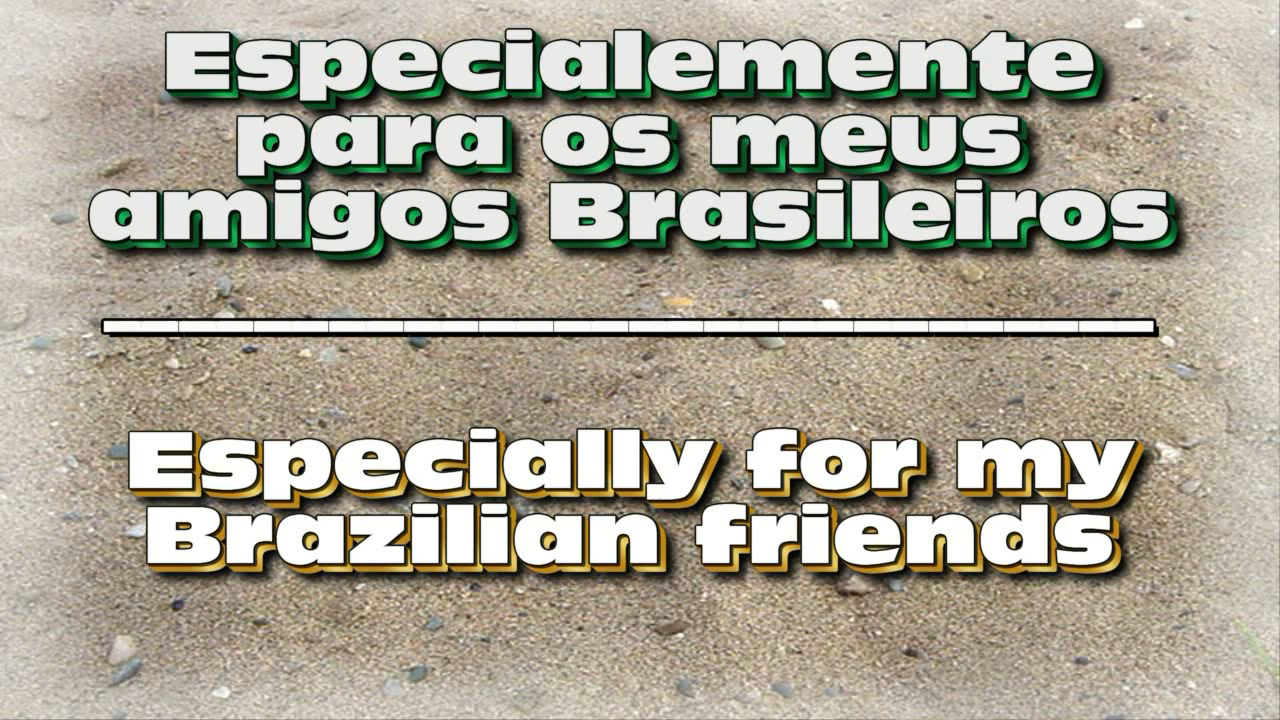 Especialemente
para os meus
amigos Brasileiros
Especially for my
Brazilian friends